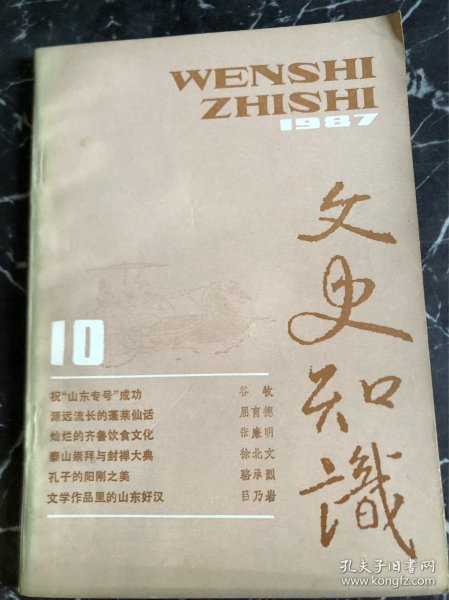 WENSHI
ZHISHI
1987
文史知識
10
祝“山东专号”成功 谷牧
源远流长的蓬莱仙话 屈育德
灿烂的齐鲁饮食文化 张廉明
泰山崇拜与封禅大典 徐北文
孔子的阳刚之美 骆承烈
文学作品里的山东好汉 吕乃岩
孔夫子旧书网
www.kongfz.com